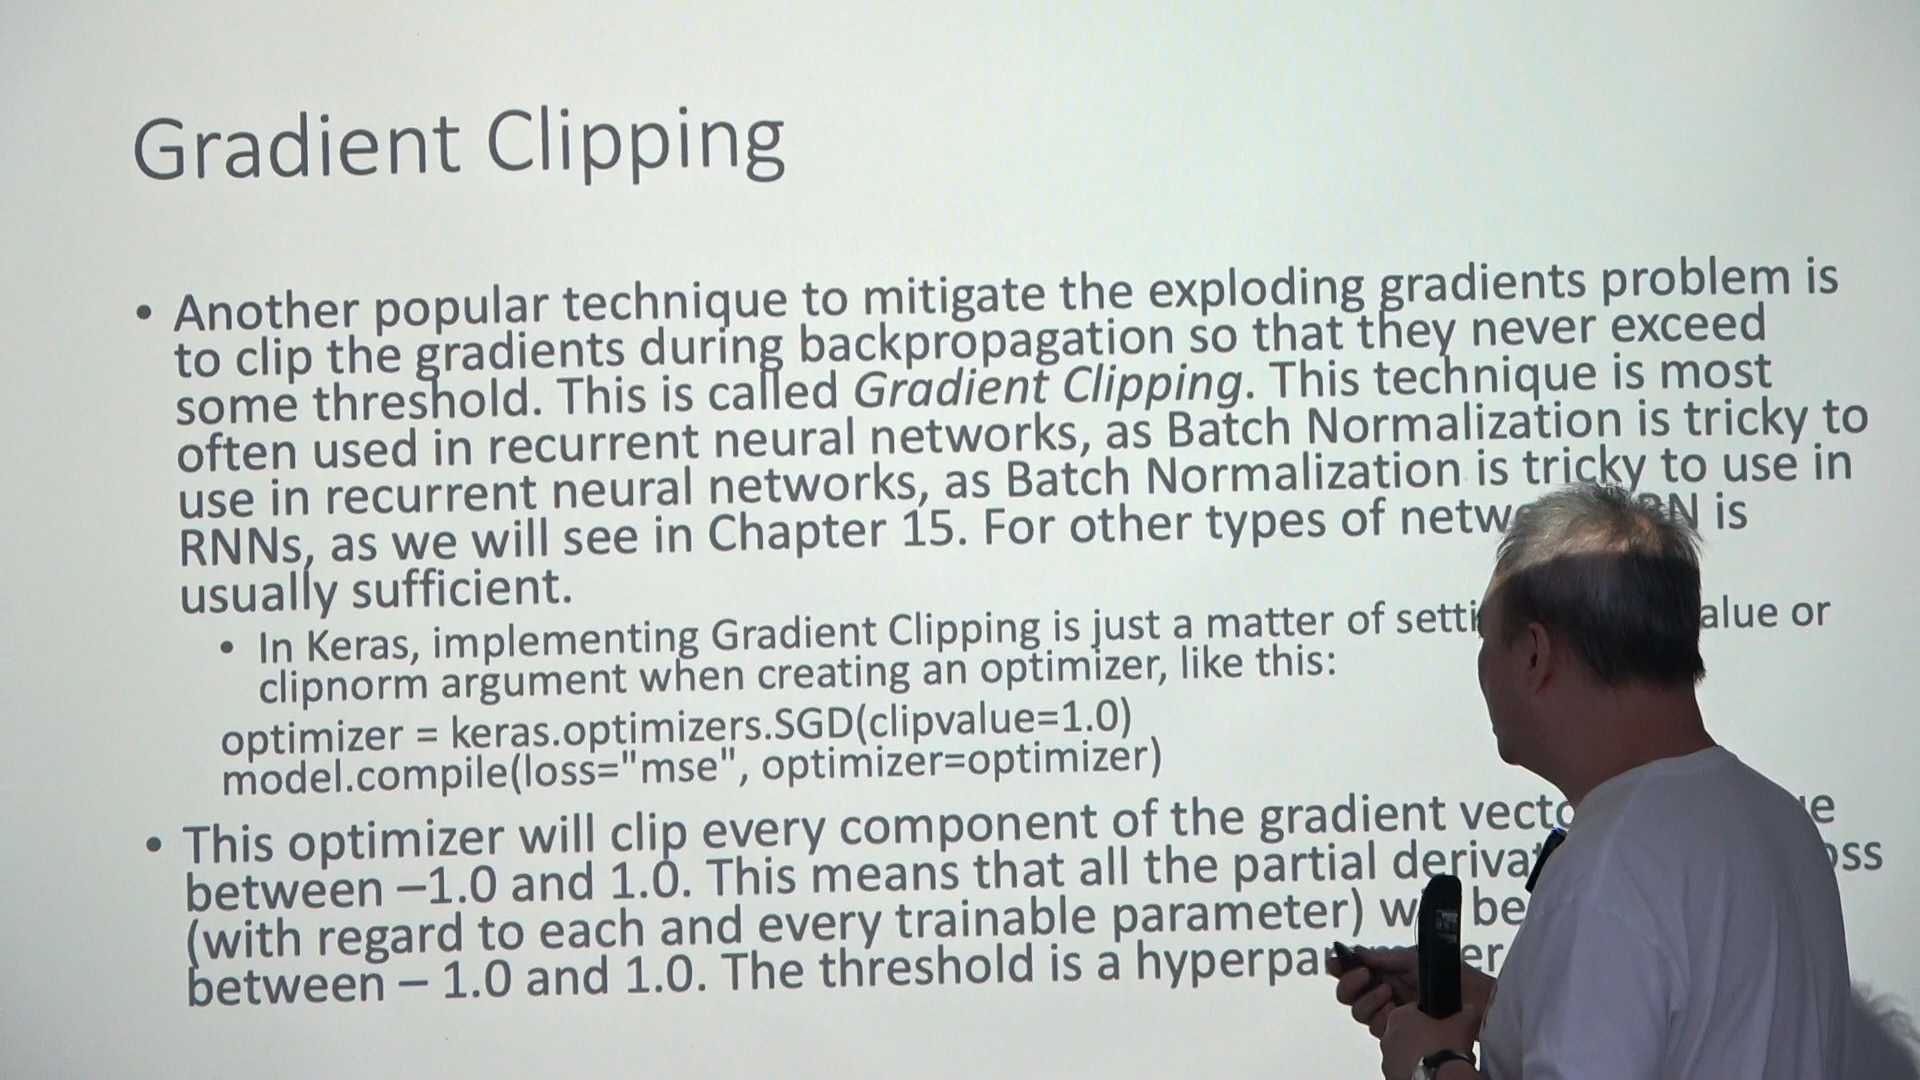 Gradient Clipping
• Another popular technique to mitigate the exploding gradients problem is
to clip the gradients during backpropagation so that they never exceed
some threshold. This is called Gradient Clipping. This technique is most
often used in recurrent neural networks, as Batch Normalization is tricky to
use in recurrent neural networks, as Batch Normalization is tricky to use in
RNNs, as we will see in Chapter 15. For other types of is
usually sufficient.
• In Keras, implementing Gradient Clipping is just a matter of or
clipnorm argument when creating an optimizer, like this:
optimizer = keras.optimizers.SGD(clipvalue=1.0)
model.compile(loss="mse", optimizer=optimizer)
• This optimizer will clip every component of the gradient
between –1.0 and 1.0. This means that all the partial
(with regard to each and every trainable parameter) be
between – 1.0 and 1.0. The threshold is a